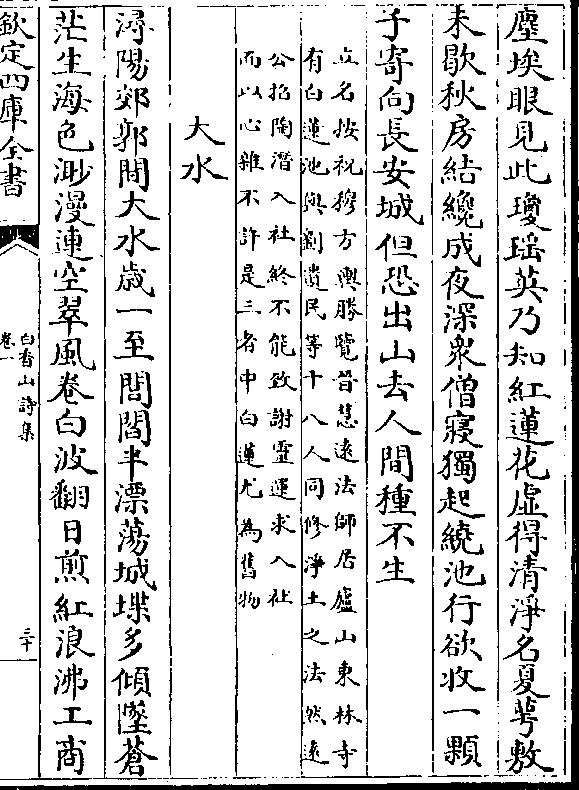 塵埃眼見此瓊瑤英乃知紅蓮花虛得清淨名夏萼敷
未歇秋房結纔成夜深衆僧寢獨起繞池行欲收一顆
子寄向長安城但恐出山去人間種不生
立名按祝穆方輿勝覽晉慧遠法師居廬山東林寺
有白蓮池與劉遺民等十八人同修淨土之法然遠
公招陶潛入社終不能致謝靈運求入社
而以心雜不許是三者中白蓮尤為舊物
大水
潯陽郊郭間大水歲一至閭閻半漂蕩城堞多傾墜蒼
茫生海色渺漫連空翠風卷白波翻日煎紅浪沸工商
欽定四庫全書
白香山詩集
卷一
三十